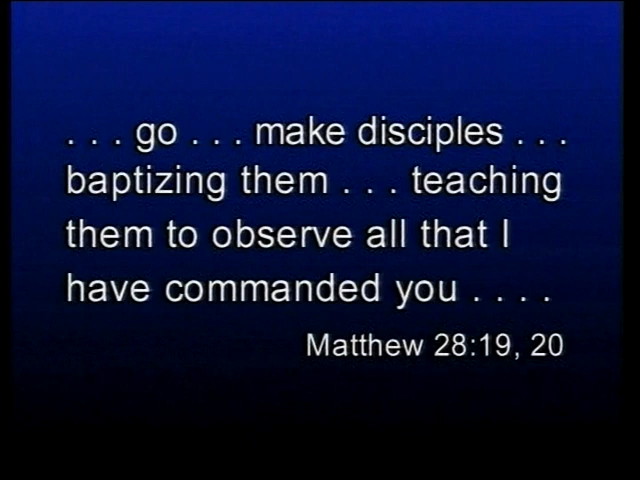 . . . go . . . make disciples . . .
baptizing them . . . teaching
them to observe all that I
have commanded you . . . .
Matthew 28:19, 20